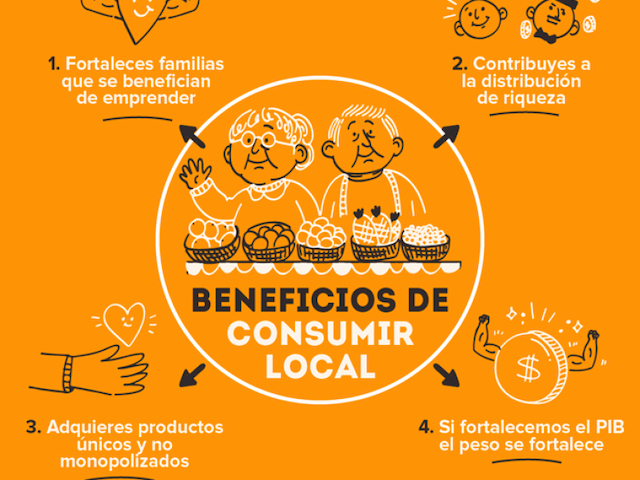 1. Fortaleces familias
que se benefician
de emprender
2. Contribuyes a
la distribución
de riqueza
BENEFICIOS DE
CONSUMIR
LOCAL
3. Adquieres productos
únicos y no
monopolizados
$
4. Si fortalecemos el PIB
el peso se fortalece